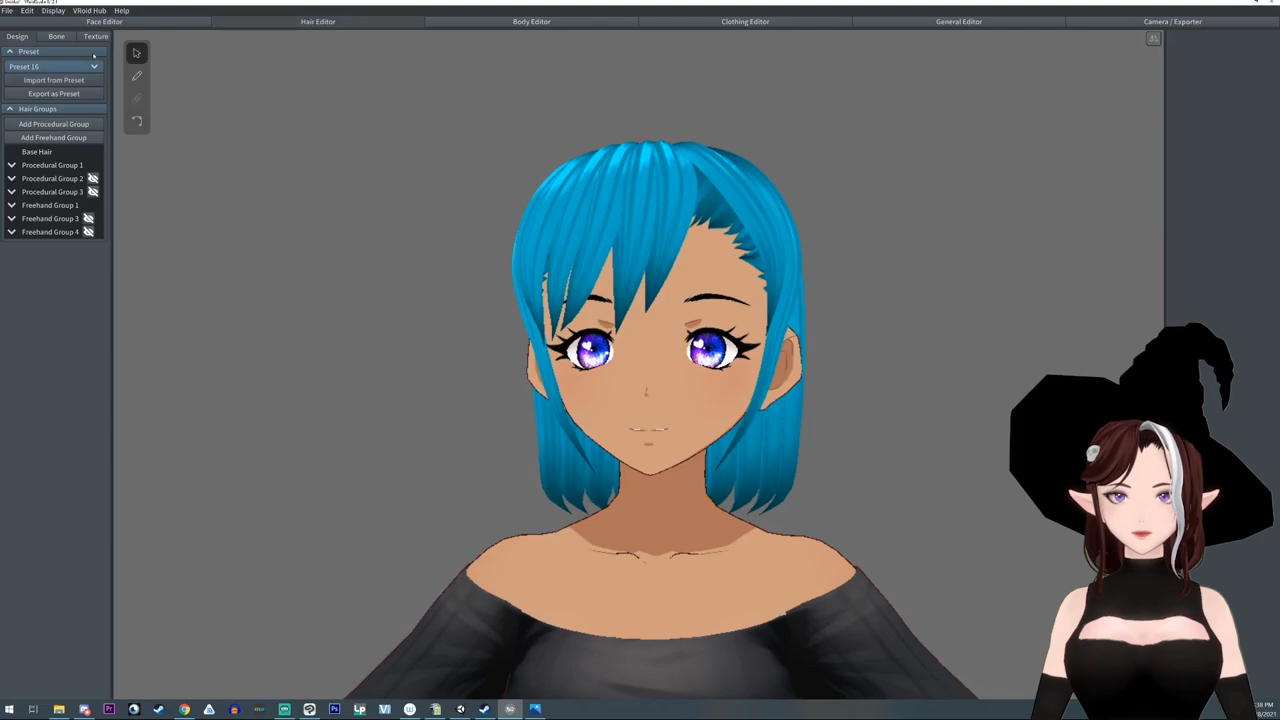 File Edit Display VRoid Hub Help
Face Editor Hair Editor Body Editor Clothing Editor General Editor Camera / Exporter
Design Bone Texture
Preset
Preset 16
Import from Preset
Export as Preset
Hair Groups
Add Procedural Group
Add Freehand Group
Base Hair
Procedural Group 1
Procedural Group 2
Procedural Group 3
Freehand Group 1
Freehand Group 3
Freehand Group 4